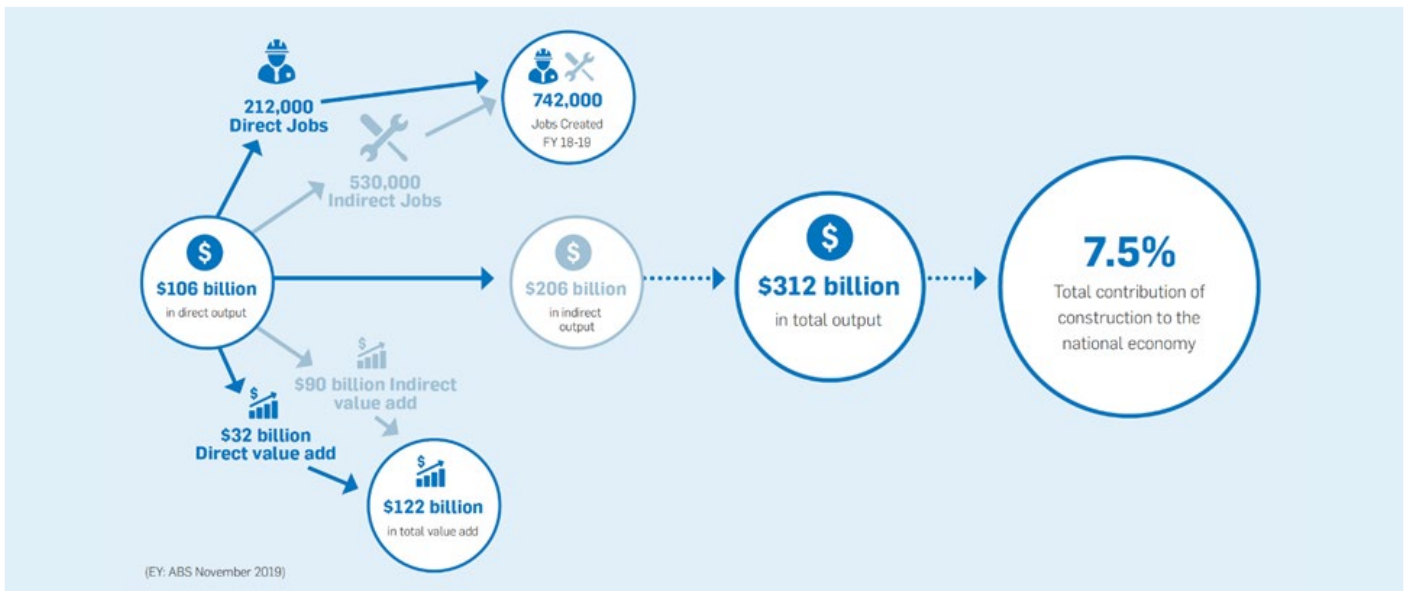 212,000
Direct Jobs
530,000
Indirect Jobs
742,000
Jobs Created
FY 18-19
$
$106 billion
in direct output
$
$206 billion
in indirect
output
$
$312 billion
in total output
7.5%
Total contribution of
construction to the
national economy
$
$90 billion Indirect
value add
$
$32 billion
Direct value add
$
$122 billion
in total value add
(EY: ABS November 2019)